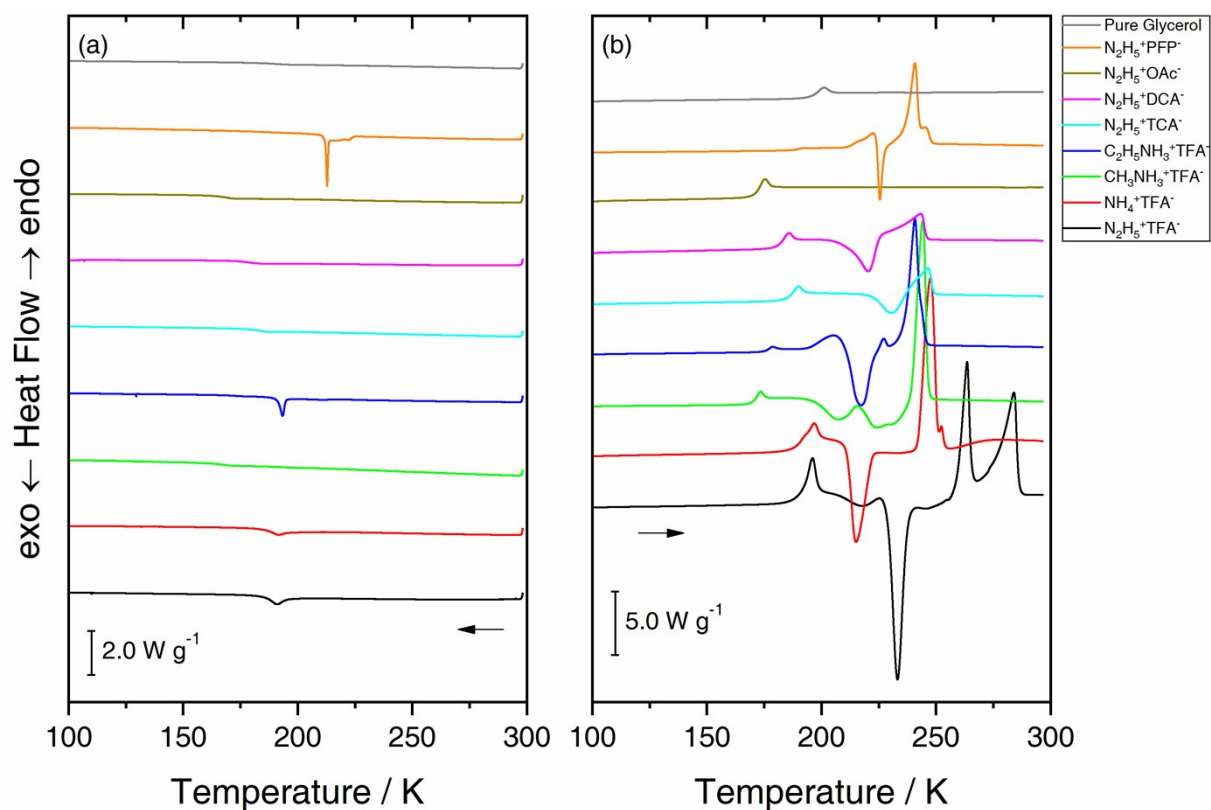 (a)
exo ← Heat Flow → endo
2.0 W g⁻¹
100 150 200 250 300
Temperature / K
(b)
5.0 W g⁻¹
100 150 200 250 300
Temperature / K
Pure Glycerol
N₂H₅⁺PFP⁻
N₂H₅⁺OAc⁻
N₂H₅⁺DCA⁻
N₂H₅⁺TCA⁻
C₂H₅NH₃⁺TFA⁻
CH₃NH₃⁺TFA⁻
NH₄⁺TFA⁻
N₂H₅⁺TFA⁻